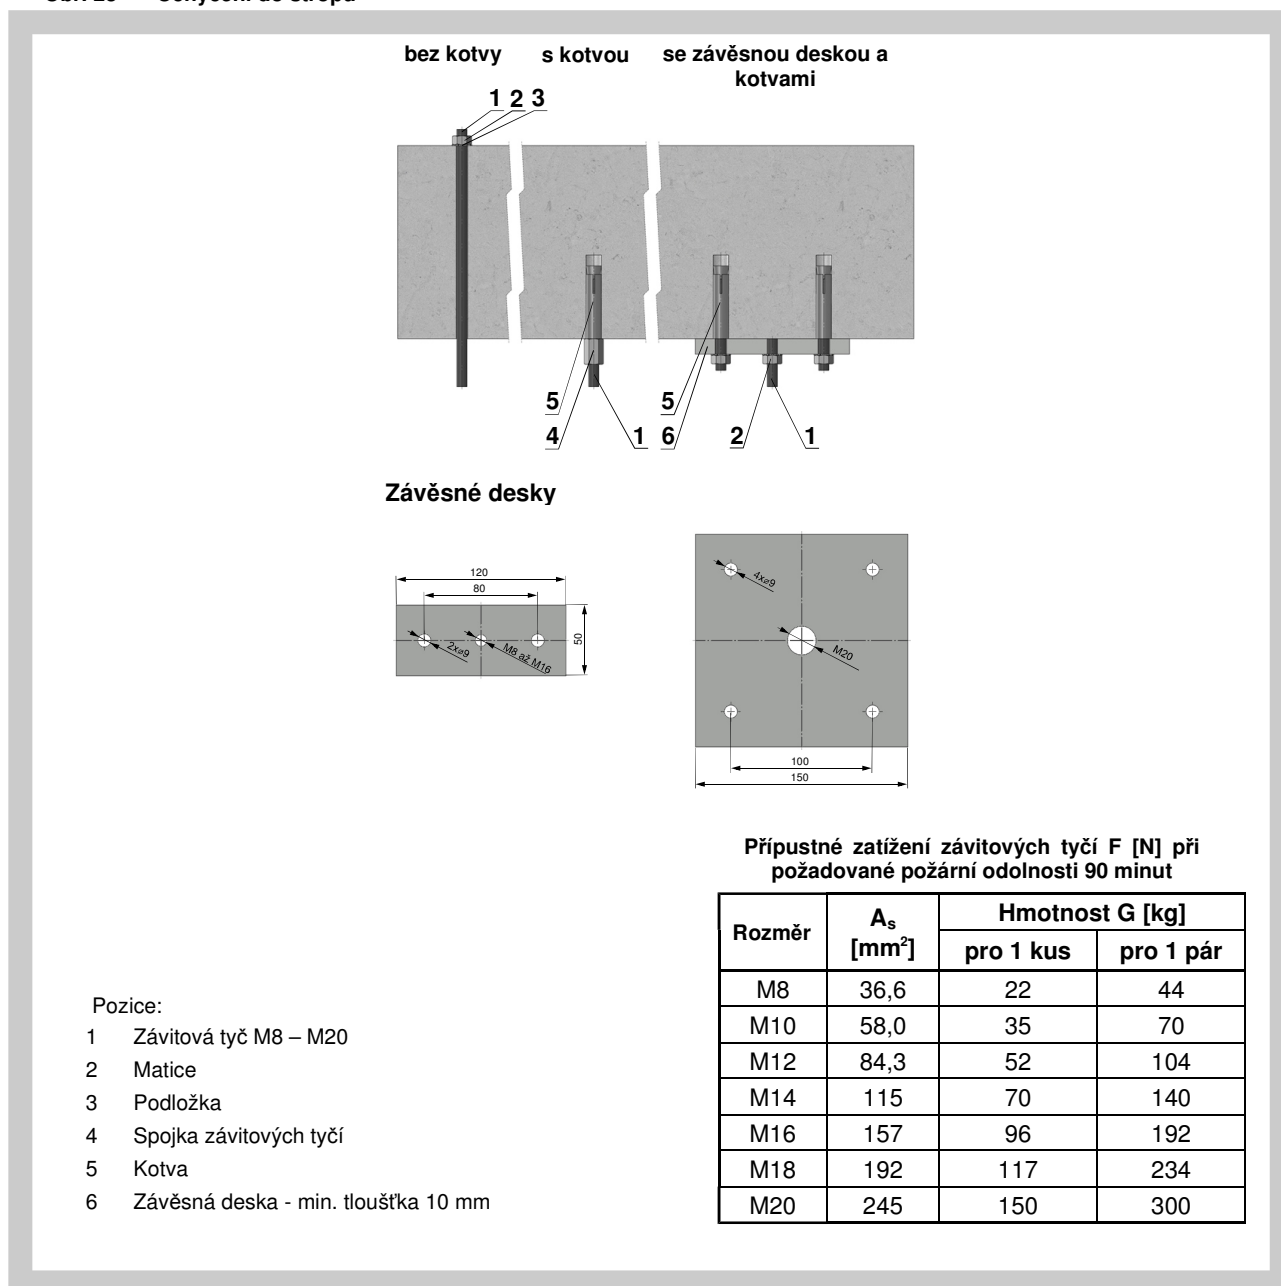 bez kotvy
s kotvou
se závěsnou deskou a
kotvami
1 2 3
5
5
4
1
6
2
1
Závěsné desky
120
80
50
2xø9
M8 až M16
4xø9
M20
100
150
Přípustné zatížení závitových tyčí F [N] při
požadované požární odolnosti 90 minut
Rozměr
As
[mm²]
Hmotnost G [kg]
pro 1 kus
pro 1 pár
M8 36,6 22 44
M10 58,0 35 70
M12 84,3 52 104
M14 115 70 140
M16 157 96 192
M18 192 117 234
M20 245 150 300
Pozice:
1 Závitová tyč M8 – M20
2 Matice
3 Podložka
4 Spojka závitových tyčí
5 Kotva
6 Závěsná deska - min. tloušťka 10 mm